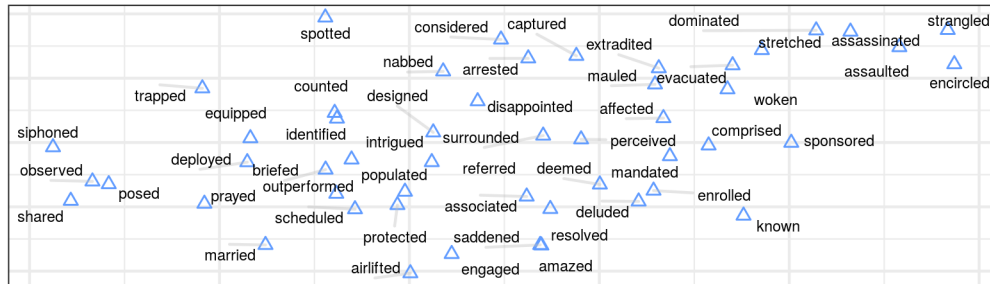 dominated
strangled
captured
considered
spotted
stretched
assassinated
extradited
nabbed
arrested
mauled
evacuated
assaulted
encircled
counted
trapped
designed
woken
disappointed
equipped
affected
siphoned
identified
intrigued
surrounded
perceived
comprised
sponsored
deployed
observed
briefed
populated
referred
deemed
mandated
outperformed
posed
prayed
enrolled
associated
deluded
shared
scheduled
known
protected
saddened
resolved
married
airlifted
engaged
amazed